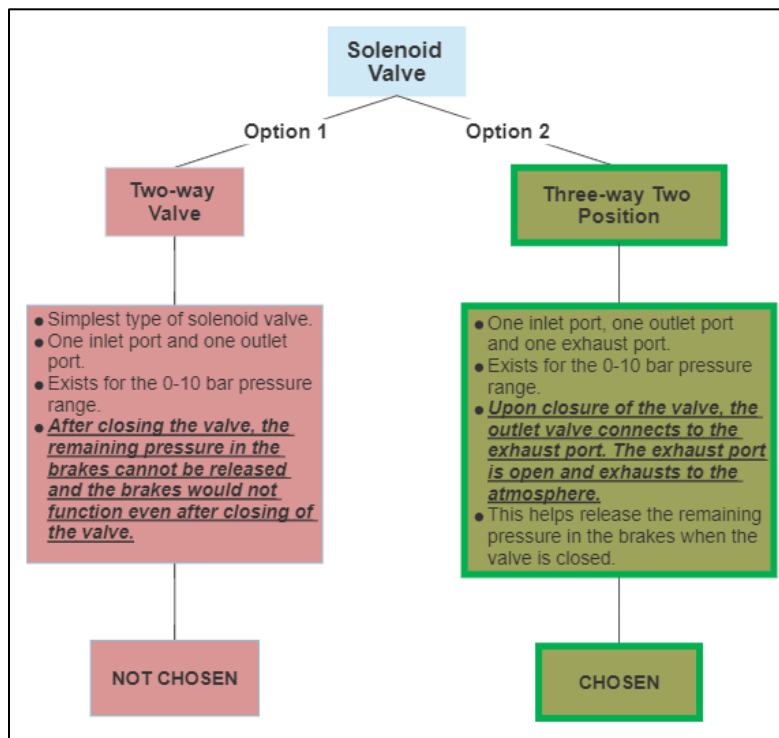 Solenoid
Valve
Option 1
Option 2
Two-way
Valve
● Simplest type of solenoid valve.
● One inlet port and one outlet
port.
● Exists for the 0-10 bar pressure
range.
● After closing the valve, the
remaining pressure in the
brakes cannot be released
and the brakes would not
function even after closing of
the valve.
NOT CHOSEN
Three-way Two
Position
● One inlet port, one outlet port
and one exhaust port.
● Exists for the 0-10 bar pressure
range.
● Upon closure of the valve, the
outlet valve connects to the
exhaust port. The exhaust port
is open and exhausts to the
atmosphere.
● This helps release the remaining
pressure in the brakes when the
valve is closed.
CHOSEN